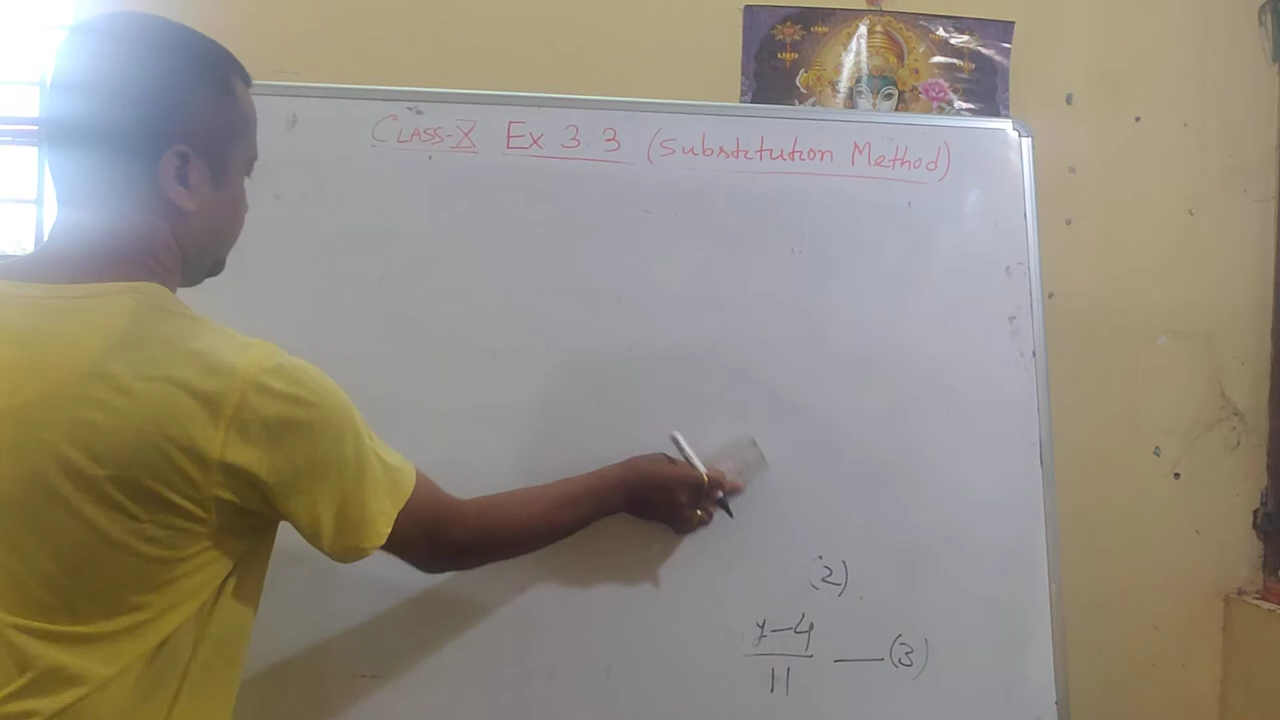 CLASS-X Ex 3.3 (Substitution Method)
(2)
y-4
11
—(3)